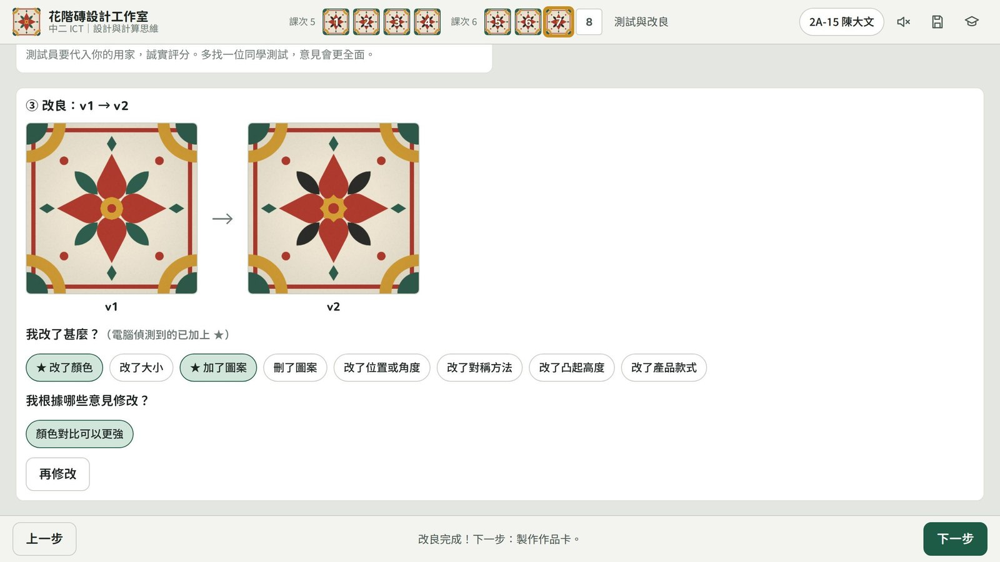 花階磚設計工作室
中二 ICT｜設計與計算思維
課次 5 1 2 3 4 課次 6 5 6 7 8 測試與改良
2A-15 陳大文
測試員要代入你的用家，誠實評分。多找一位同學測試，意見會更全面。
③ 改良：v1 → v2
v1
v2
我改了甚麼？（電腦偵測到的已加上 ★）
★ 改了顏色 改了大小 ★ 加了圖案 刪了圖案 改了位置或角度 改了對稱方法 改了凸起高度 改了產品款式
我根據哪些意見修改？
顏色對比可以更強
再修改
上一步
改良完成！下一步：製作作品卡。
下一步